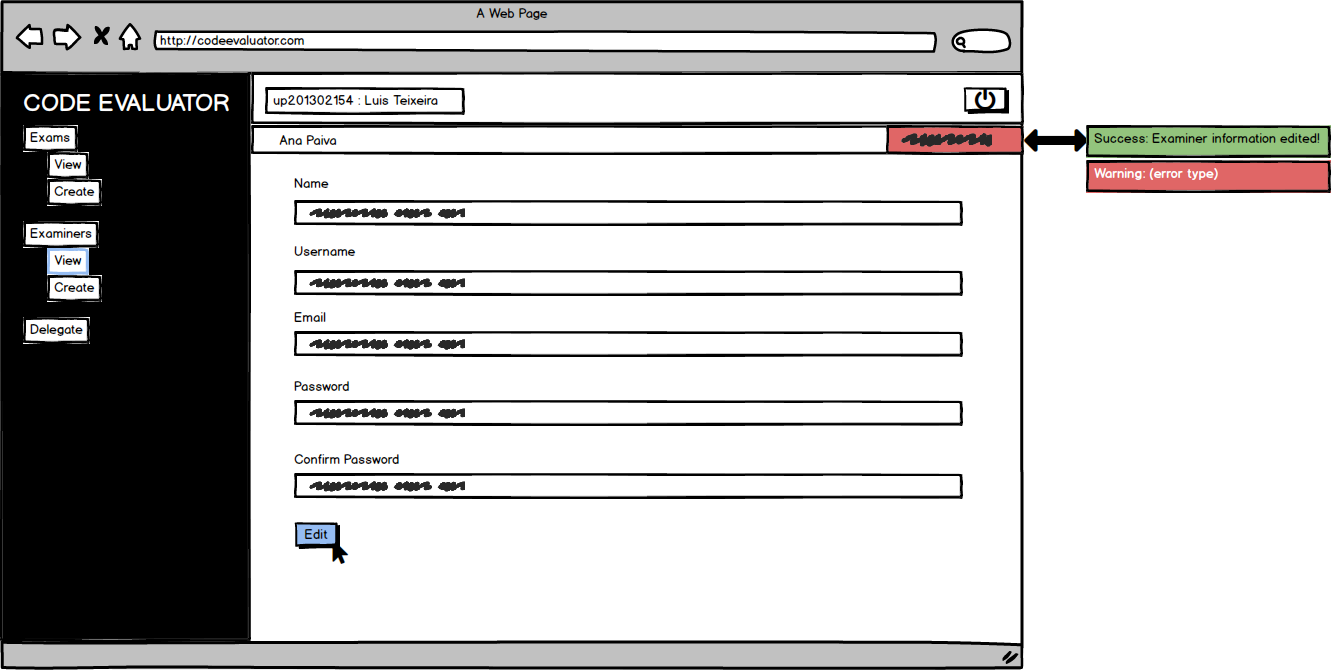 A Web Page
http://codeevaluator.com
CODE EVALUATOR
up201302154 : Luis Teixeira
Exams
View
Create
Examiners
View
Create
Delegate
Ana Paiva
Success: Examiner information edited!
Warning: (error type)
Name
Username
Email
Password
Confirm Password
Edit